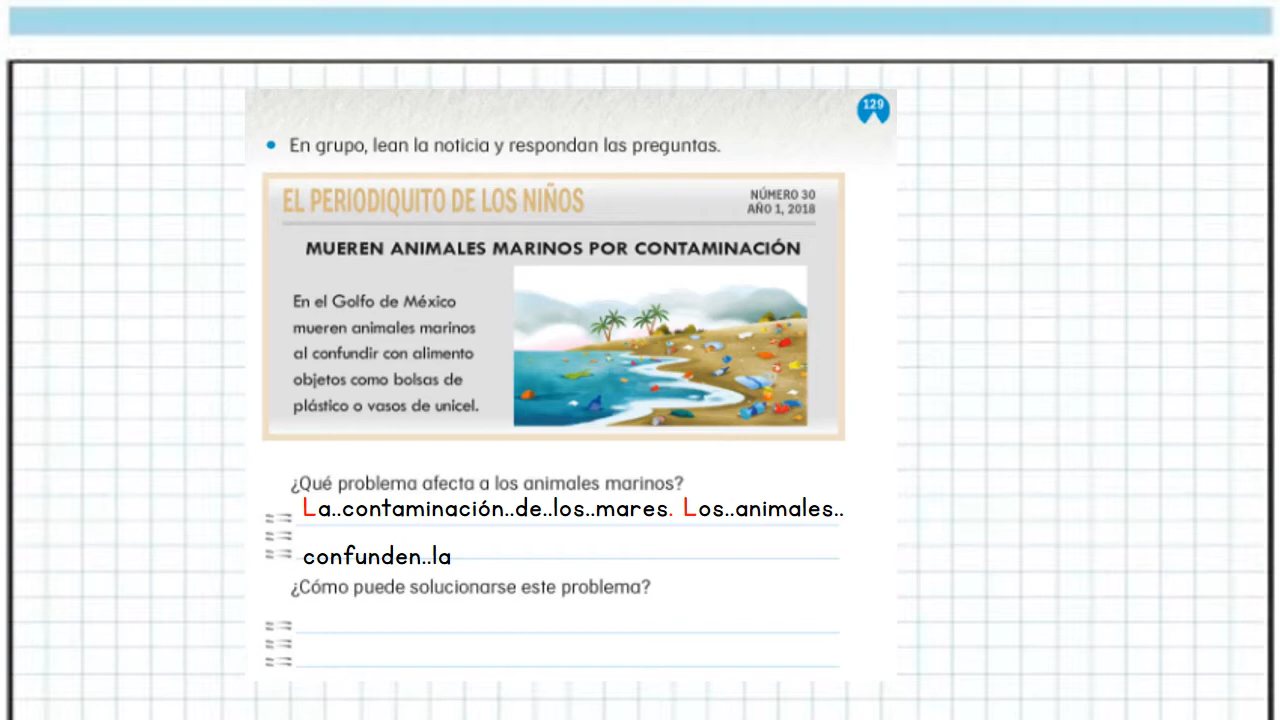 129
En grupo, lean la noticia y respondan las preguntas.
EL PERIODIQUITO DE LOS NIÑOS
NÚMERO 30
AÑO 1, 2018
MUEREN ANIMALES MARINOS POR CONTAMINACIÓN
En el Golfo de México
mueren animales marinos
al confundir con alimento
objetos como bolsas de
plástico o vasos de unicel.
¿Qué problema afecta a los animales marinos?
La..contaminación..de..los..mares. Los..animales..
confunden..la
¿Cómo puede solucionarse este problema?